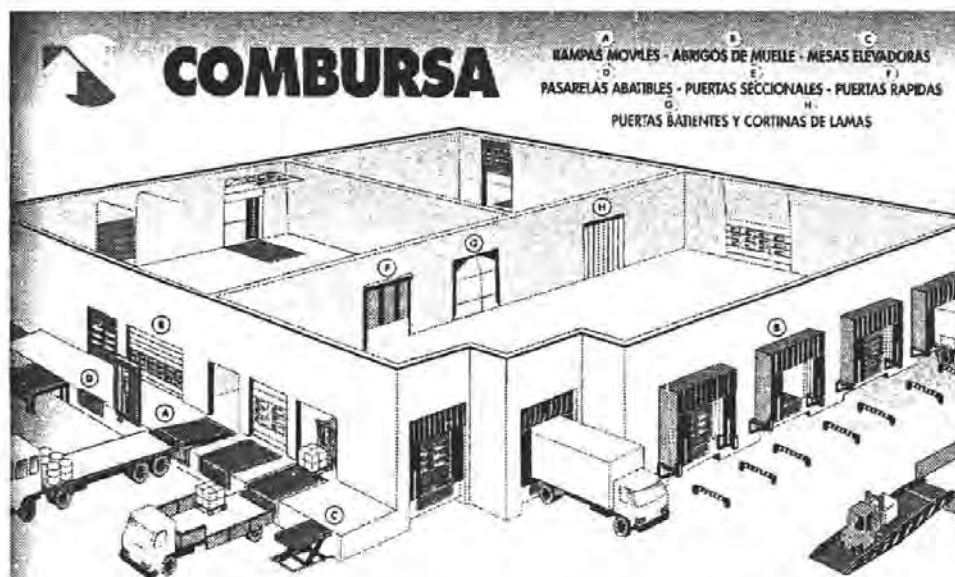 COMBURSA
A B C
RAMPAS MOVILES - ABRIGOS DE MUELLE - MESAS ELEVADORAS
D E F
PASARELAS ABATIBLES - PUERTAS SECCIONALES - PUERTAS RAPIDAS
G H
PUERTAS BATIENTES Y CORTINAS DE LAMAS
H
G
F
E
B
D
A
C